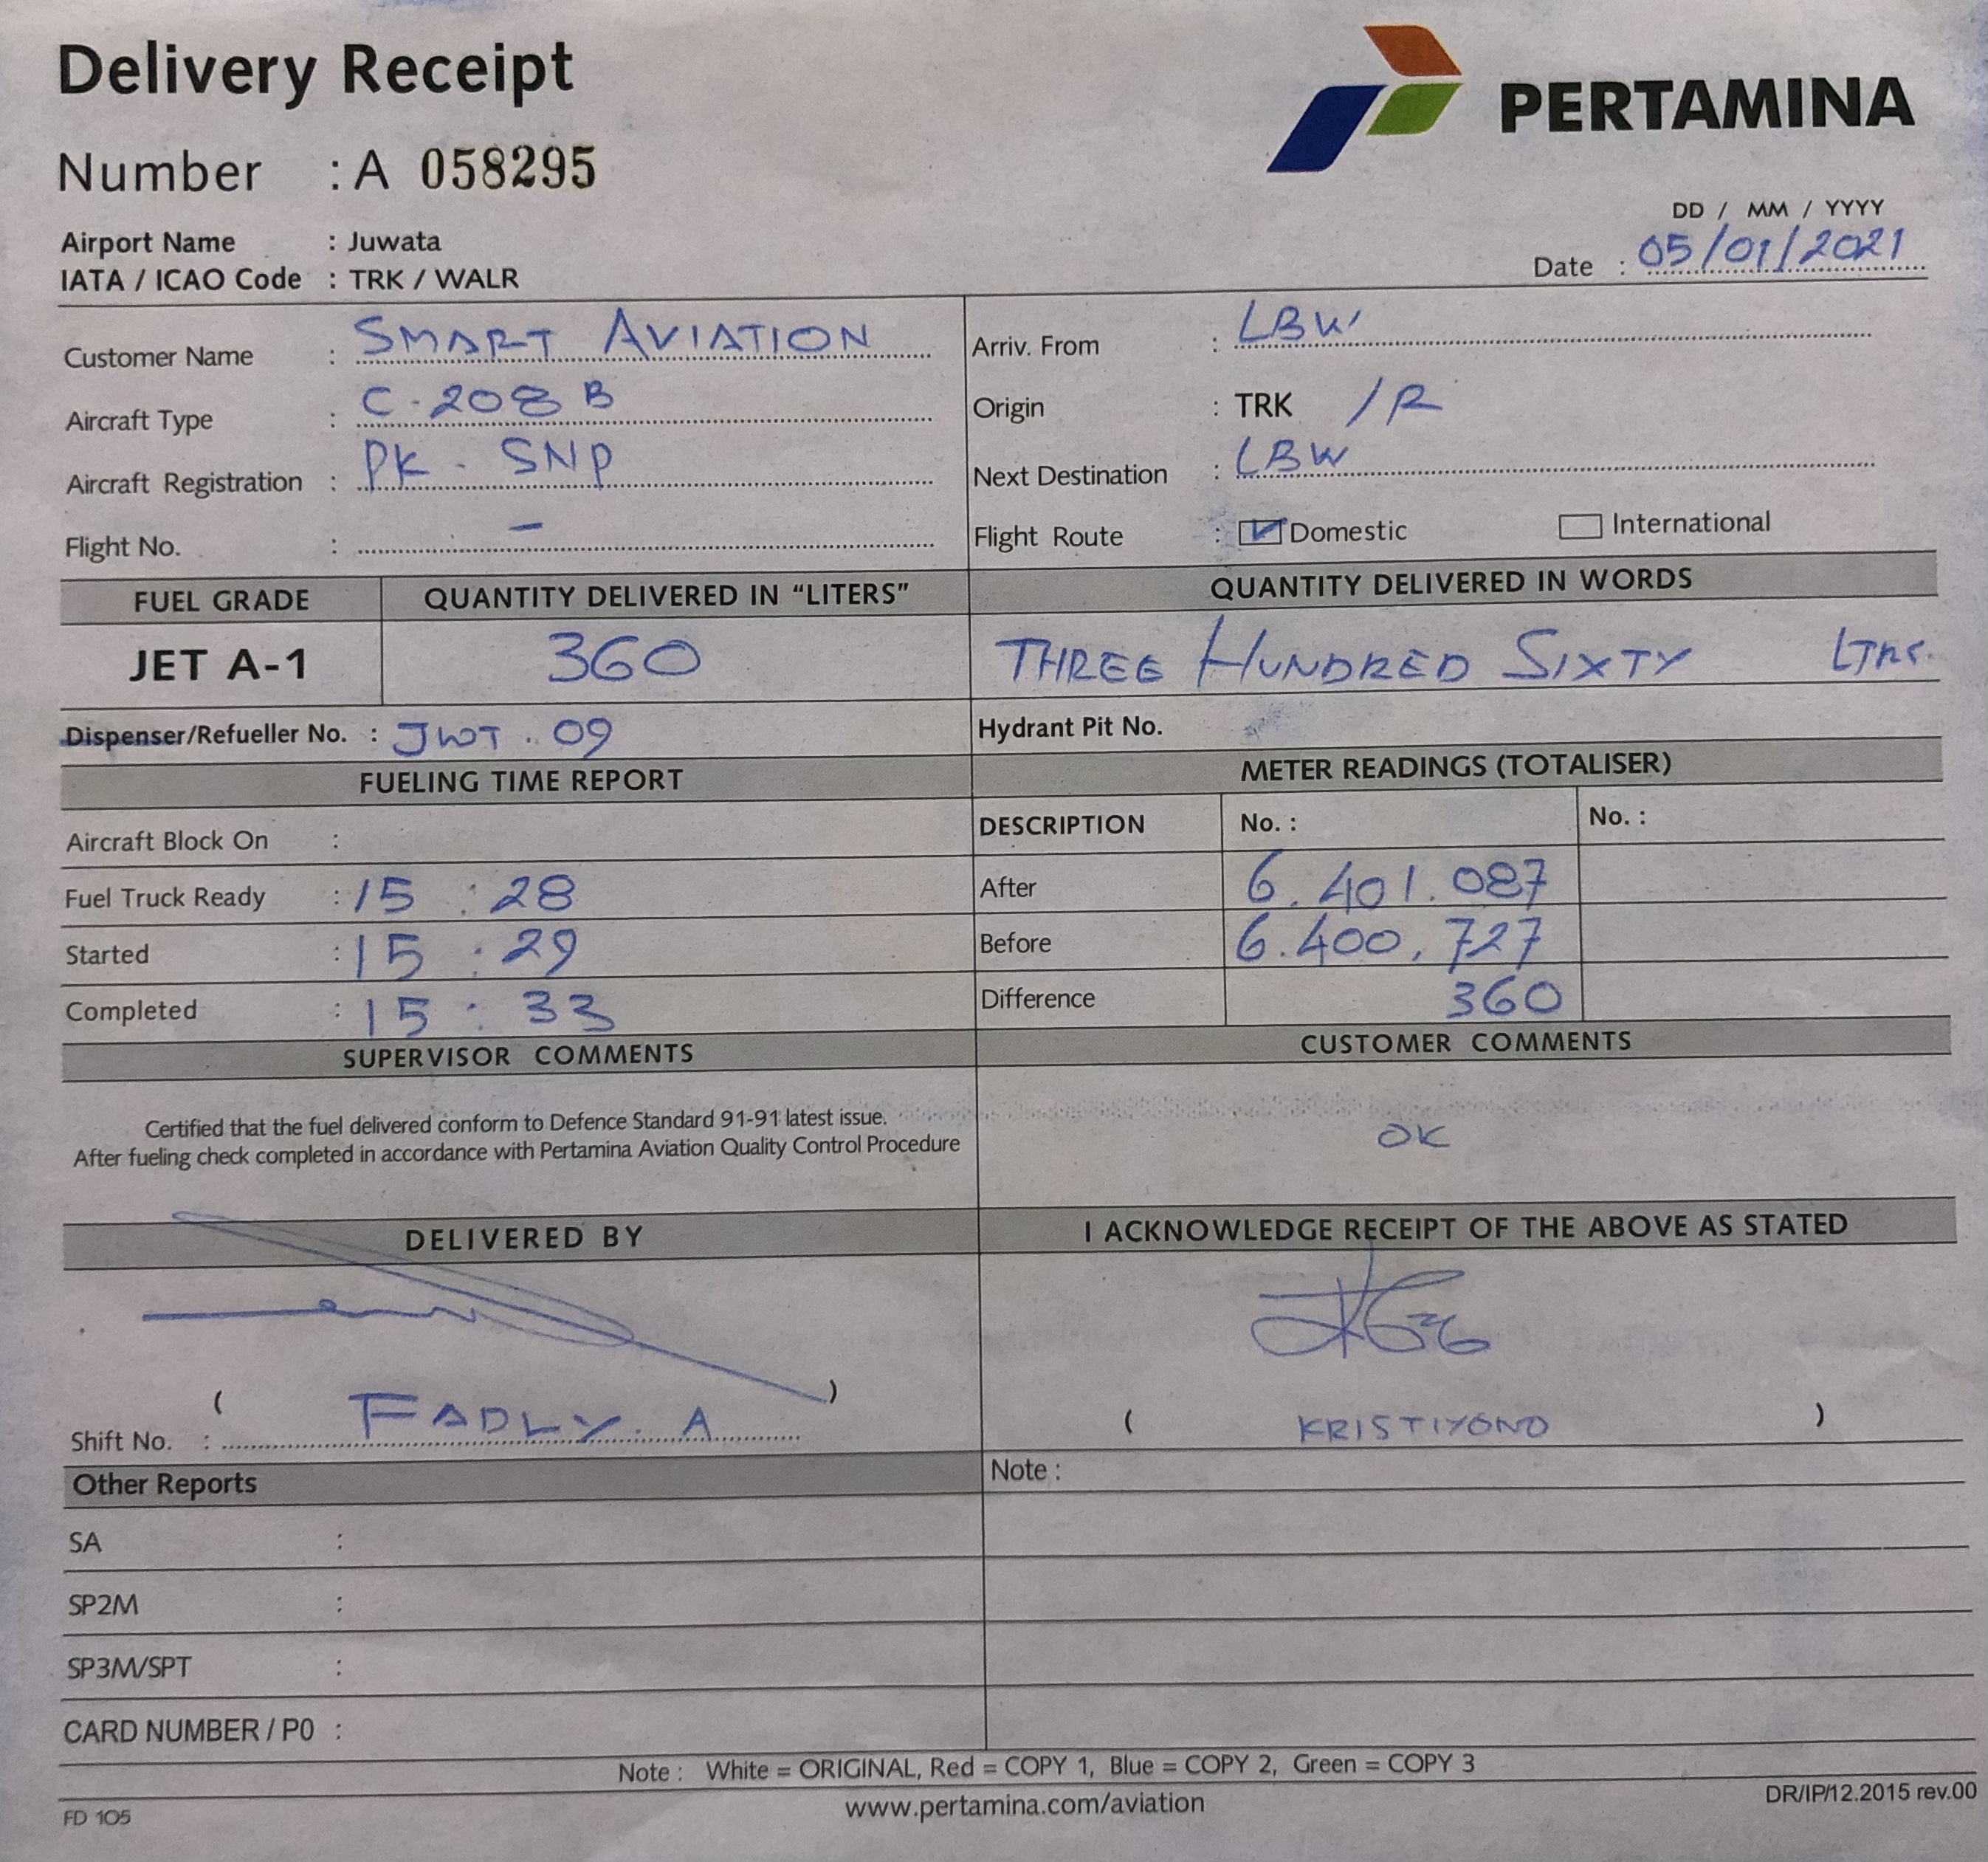 Delivery Receipt
PERTAMINA
Number : A 058295
DD / MM / YYYY
Airport Name : Juwata
Date : 05/01/2021
IATA / ICAO Code : TRK / WALR
Customer Name : SMART AVIATION
Arriv. From : LBW
Aircraft Type : C-208 B
Origin : TRK /R
Aircraft Registration : PK - SNP
Next Destination : LBW
Flight No. : -
Flight Route : Domestic International
FUEL GRADE QUANTITY DELIVERED IN “LITERS” QUANTITY DELIVERED IN WORDS
JET A-1 360 THREE HUNDRED SIXTY LTRS.
Dispenser/Refueller No. : JWT . 09 Hydrant Pit No.
FUELING TIME REPORT METER READINGS (TOTALISER)
Aircraft Block On : DESCRIPTION No. : No. :
Fuel Truck Ready : 15 : 28 After 6.401.087
Started : 15 : 29 Before 6.400.727
Completed : 15 : 33 Difference 360
SUPERVISOR COMMENTS CUSTOMER COMMENTS
Certified that the fuel delivered conform to Defence Standard 91-91 latest issue.
After fueling check completed in accordance with Pertamina Aviation Quality Control Procedure
OK
DELIVERED BY I ACKNOWLEDGE RECEIPT OF THE ABOVE AS STATED
( )
Shift No. : FADLY. A
( KRISTIYONO )
Other Reports Note :
SA :
SP2M :
SP3M/SPT :
CARD NUMBER / P0 :
Note : White = ORIGINAL, Red = COPY 1, Blue = COPY 2, Green = COPY 3
FD 105 www.pertamina.com/aviation DR/IP/12.2015 rev.00